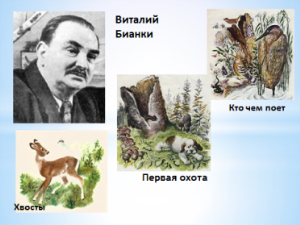 Виталий
Бианки
Кто чем поет
Первая охота
Хвосты